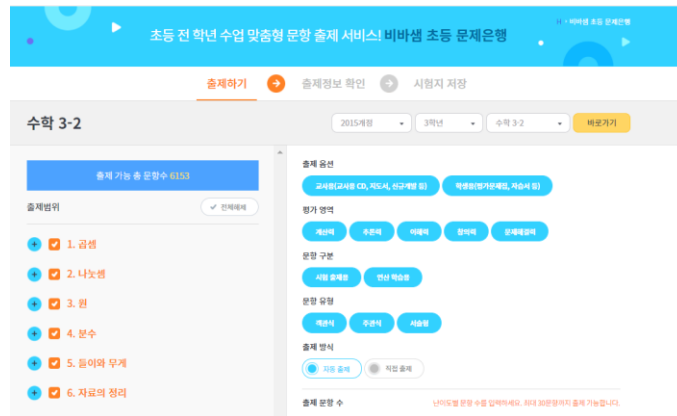 비바샘 초등 문제은행
초등 전 학년 수업 맞춤형 문항 출제 서비스! 비바샘 초등 문제은행
출제하기 출제정보 확인 시험지 저장
수학 3-2
2015개정 3학년 수학 3-2 바로가기
출제 가능 총 문항수 6153
출제범위 전체해제
1. 곱셈
2. 나눗셈
3. 원
4. 분수
5. 들이와 무게
6. 자료의 정리
출제 옵션
교사용(교사용 CD, 지도서, 신규개발 등) 학생용(평가문제집, 자습서 등)
평가 영역
계산력 추론력 이해력 창의력 문제해결력
문항 구분
시험 출제용 연산 학습용
문항 유형
객관식 주관식 서술형
출제 방식
자동 출제 직접 출제
출제 문항 수 난이도별 문항 수를 입력하세요. 최대 30문항까지 출제 가능합니다.